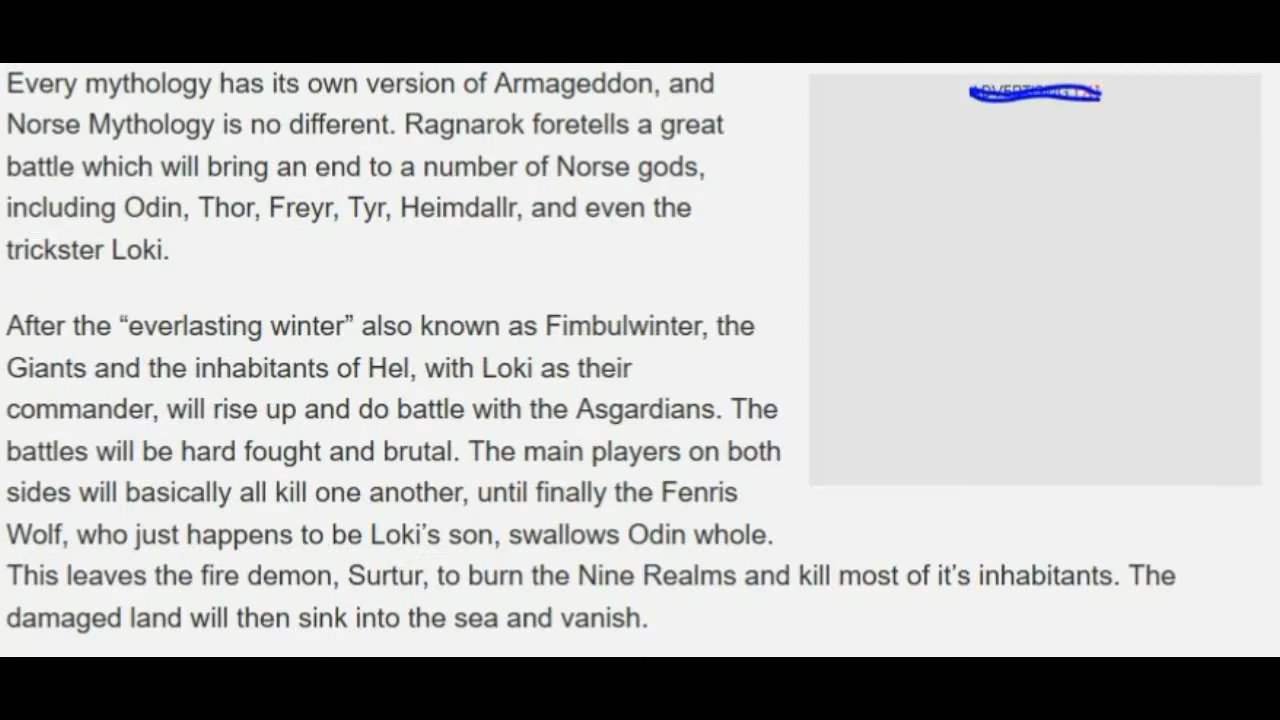 Every mythology has its own version of Armageddon, and
Norse Mythology is no different. Ragnarok foretells a great
battle which will bring an end to a number of Norse gods,
including Odin, Thor, Freyr, Tyr, Heimdallr, and even the
trickster Loki.
After the “everlasting winter” also known as Fimbulwinter, the
Giants and the inhabitants of Hel, with Loki as their
commander, will rise up and do battle with the Asgardians. The
battles will be hard fought and brutal. The main players on both
sides will basically all kill one another, until finally the Fenris
Wolf, who just happens to be Loki’s son, swallows Odin whole.
This leaves the fire demon, Surtur, to burn the Nine Realms and kill most of it’s inhabitants. The
damaged land will then sink into the sea and vanish.